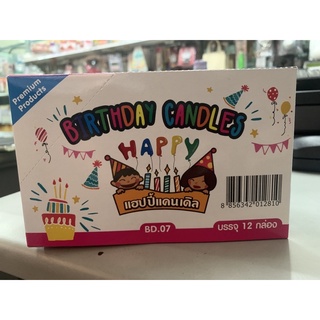 Premium
Products
BIRTHDAY CANDLES
HAPPY
แฮปปี้แคนเดิล
8 856342 012810
BD.07
บรรจุ 12 กล่อง